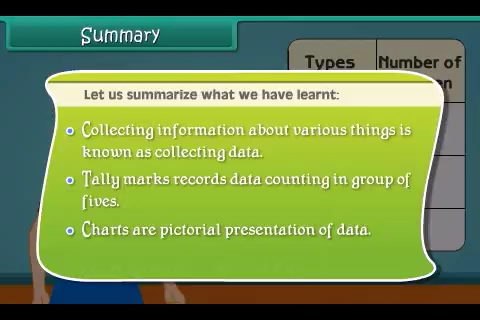 Summary
Types Number of
Let us summarize what we have learnt:
Collecting information about various things is
known as collecting data.
Tally marks records data counting in group of
fives.
Charts are pictorial presentation of data.